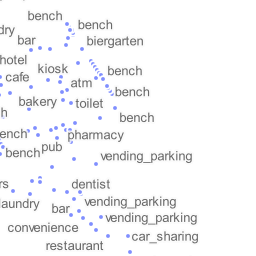 bench
bench
dry
bar
biergarten
hotel
kiosk
bench
cafe
atm
bench
bakery
toilet
h
bench
ench
pharmacy
pub
bench
vending_parking
rs
dentist
aundry
vending_parking
bar
vending_parking
convenience
car_sharing
restaurant